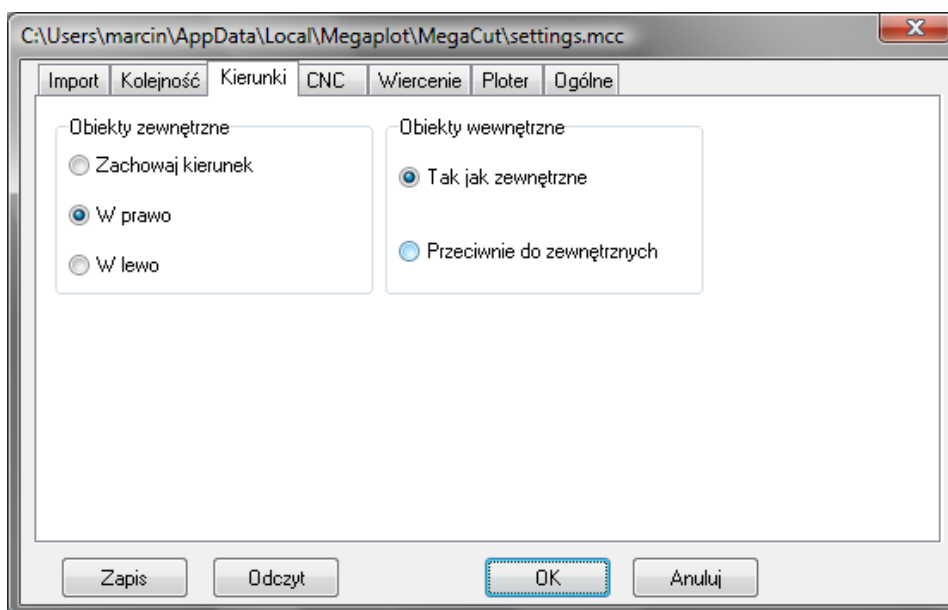 C:\Users\marcin\AppData\Local\Megaplot\MegaCut\settings.mcc
Import Kolejność Kierunki CNC Wiercenie Ploter Ogólne
Obiekty zewnętrzne
Zachowaj kierunek
W prawo
W lewo
Obiekty wewnętrzne
Tak jak zewnętrzne
Przeciwnie do zewnętrznych
Zapis Odczyt OK Anuluj